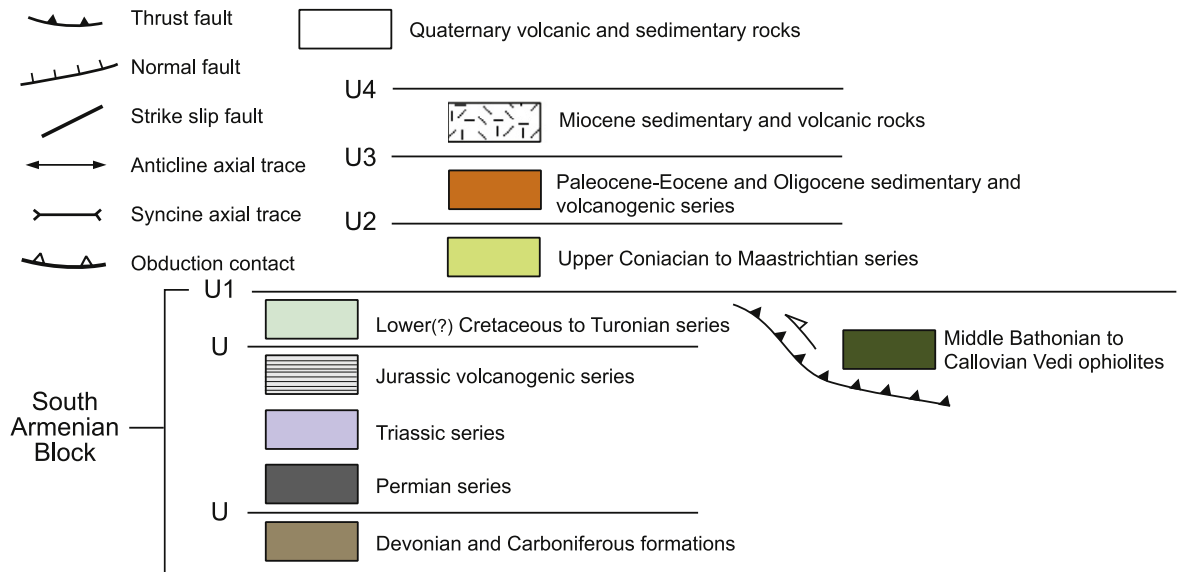 Thrust fault
Normal fault
Strike slip fault
Anticline axial trace
Syncine axial trace
Obduction contact
Quaternary volcanic and sedimentary rocks
U4
Miocene sedimentary and volcanic rocks
U3
Paleocene-Eocene and Oligocene sedimentary and
volcanogenic series
U2
Upper Coniacian to Maastrichtian series
U1
Lower(?) Cretaceous to Turonian series
U
Jurassic volcanogenic series
Triassic series
Permian series
U
Devonian and Carboniferous formations
South
Armenian
Block
Middle Bathonian to
Callovian Vedi ophiolites